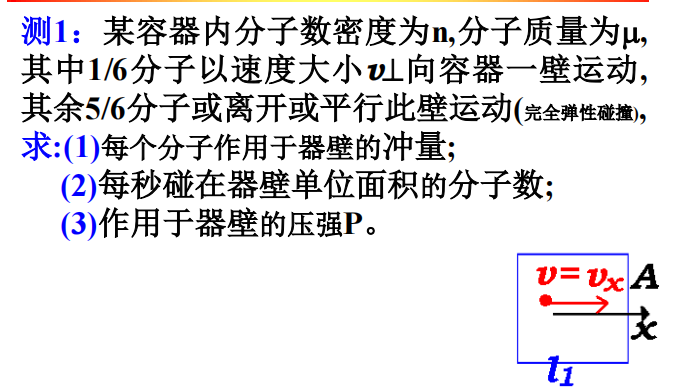 测1：某容器内分子数密度为n,分子质量为μ,
其中1/6分子以速度大小v⊥向容器一壁运动,
其余5/6分子或离开或平行此壁运动(完全弹性碰撞),
求:(1)每个分子作用于器壁的冲量;
(2)每秒碰在器壁单位面积的分子数;
(3)作用于器壁的压强P。
v=vₓ A
x
l₁